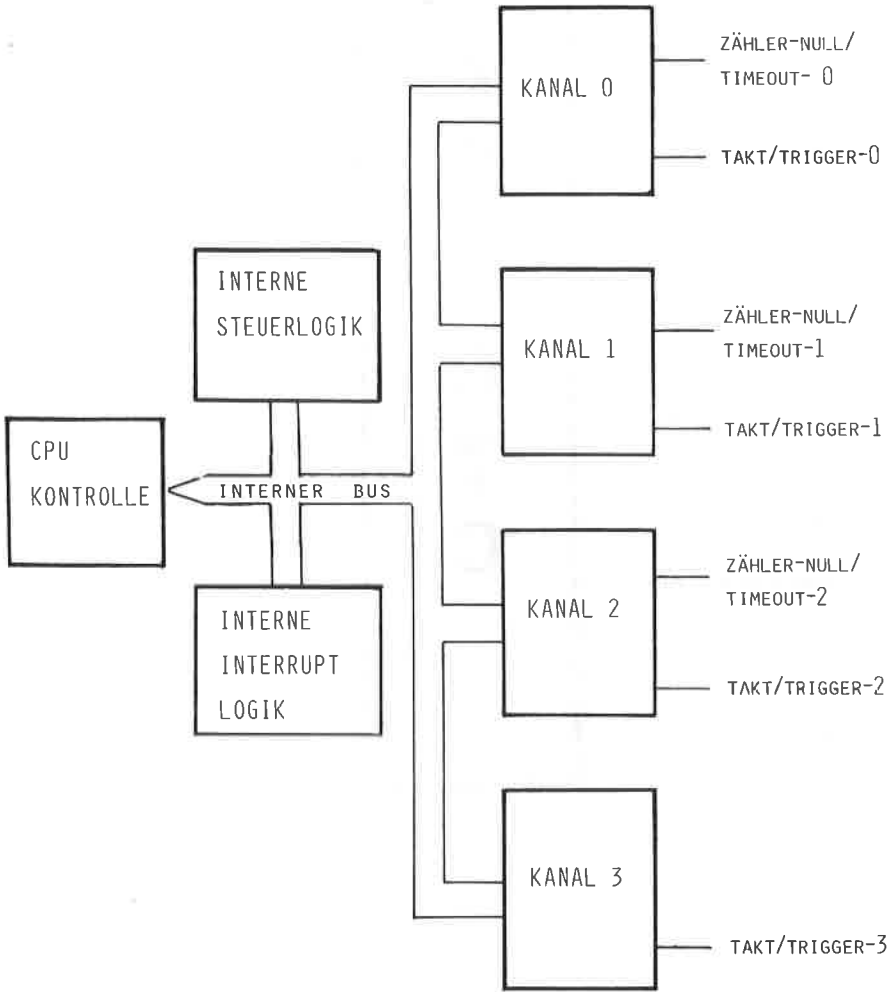 KANAL 0
ZÄHLER-NULL/
TIMEOUT- 0
TAKT/TRIGGER-0
INTERNE
STEUERLOGIK
KANAL 1
ZÄHLER-NULL/
TIMEOUT-1
TAKT/TRIGGER-1
CPU
KONTROLLE
INTERNER BUS
INTERNE
INTERRUPT
LOGIK
KANAL 2
ZÄHLER-NULL/
TIMEOUT-2
TAKT/TRIGGER-2
KANAL 3
TAKT/TRIGGER-3